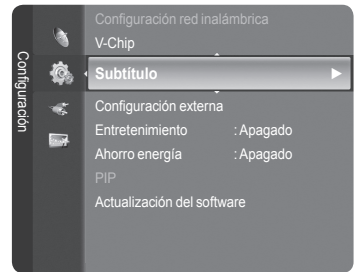 Configuración
Configuración red inalámbrica
V-Chip
Subtítulo
Configuración externa
Entretenimiento : Apagado
Ahorro energía : Apagado
PIP
Actualización del software